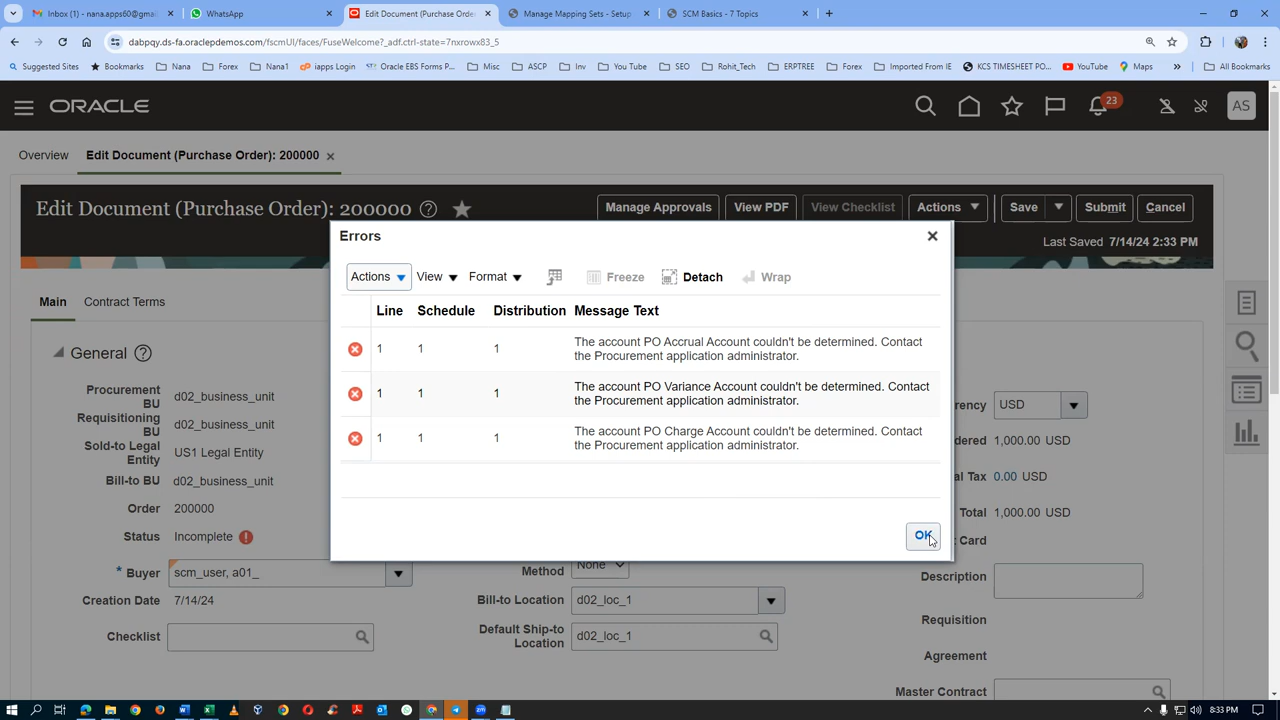 Inbox (1) - nana.apps60@gmail
WhatsApp
Edit Document (Purchase Order
Manage Mapping Sets - Setup
SCM Basics - 7 Topics
dabpqy.ds-fa.oraclepdemos.com/fscmUI/faces/FuseWelcome?_adf.ctrl-state=7nxrowx83_5
Suggested Sites
Bookmarks
Nana
Forex
Nana1
iapps Login
Oracle EBS Forms P...
Misc
ASCP
Inv
You Tube
SEO
Rohit_Tech
ERPTREE
Forex
Imported From IE
KCS TIMESHEET PO...
YouTube
Maps
»
All Bookmarks
ORACLE
23
AS
Overview
Edit Document (Purchase Order): 200000
Edit Document (Purchase Order): 200000
Manage Approvals
View PDF
View Checklist
Actions
Save
Submit
Cancel
Last Saved 7/14/24 2:33 PM
Main
Contract Terms
General
Procurement BU
d02_business_unit
Requisitioning BU
d02_business_unit
Sold-to Legal Entity
US1 Legal Entity
Bill-to BU
d02_business_unit
Order
200000
Status
Incomplete
* Buyer
scm_user, a01_
Creation Date
7/14/24
Checklist
Errors
Actions
View
Format
Freeze
Detach
Wrap
Line
Schedule
Distribution
Message Text
1
1
1
The account PO Accrual Account couldn't be determined. Contact
the Procurement application administrator.
1
1
1
The account PO Variance Account couldn't be determined. Contact
the Procurement application administrator.
1
1
1
The account PO Charge Account couldn't be determined. Contact
the Procurement application administrator.
OK
Method
None
Bill-to Location
d02_loc_1
Default Ship-to Location
d02_loc_1
rency
USD
dered
1,000.00 USD
al Tax
0.00 USD
Total
1,000.00 USD
t Card
Description
Requisition
Agreement
Master Contract
8:33 PM